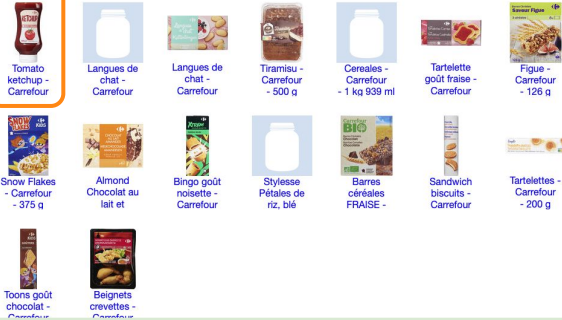 Tomato
ketchup -
Carrefour
Langues de
chat -
Carrefour
Langues de
chat -
Carrefour
Tiramisu -
Carrefour
- 500 g
Cereales -
Carrefour
- 1 kg 939 ml
Tartelette
goût fraise -
Carrefour
Figue -
Carrefour
- 126 g
Snow Flakes
- Carrefour
- 375 g
Almond
Chocolat au
lait et
Bingo goût
noisette -
Carrefour
Stylesse
Pétales de
riz, blé
Barres
céréales
FRAISE -
Sandwich
biscuits -
Carrefour
Tartelettes -
Carrefour
- 200 g
Toons goût
chocolat -
Carrefour
Beignets
crevettes -
Carrefour